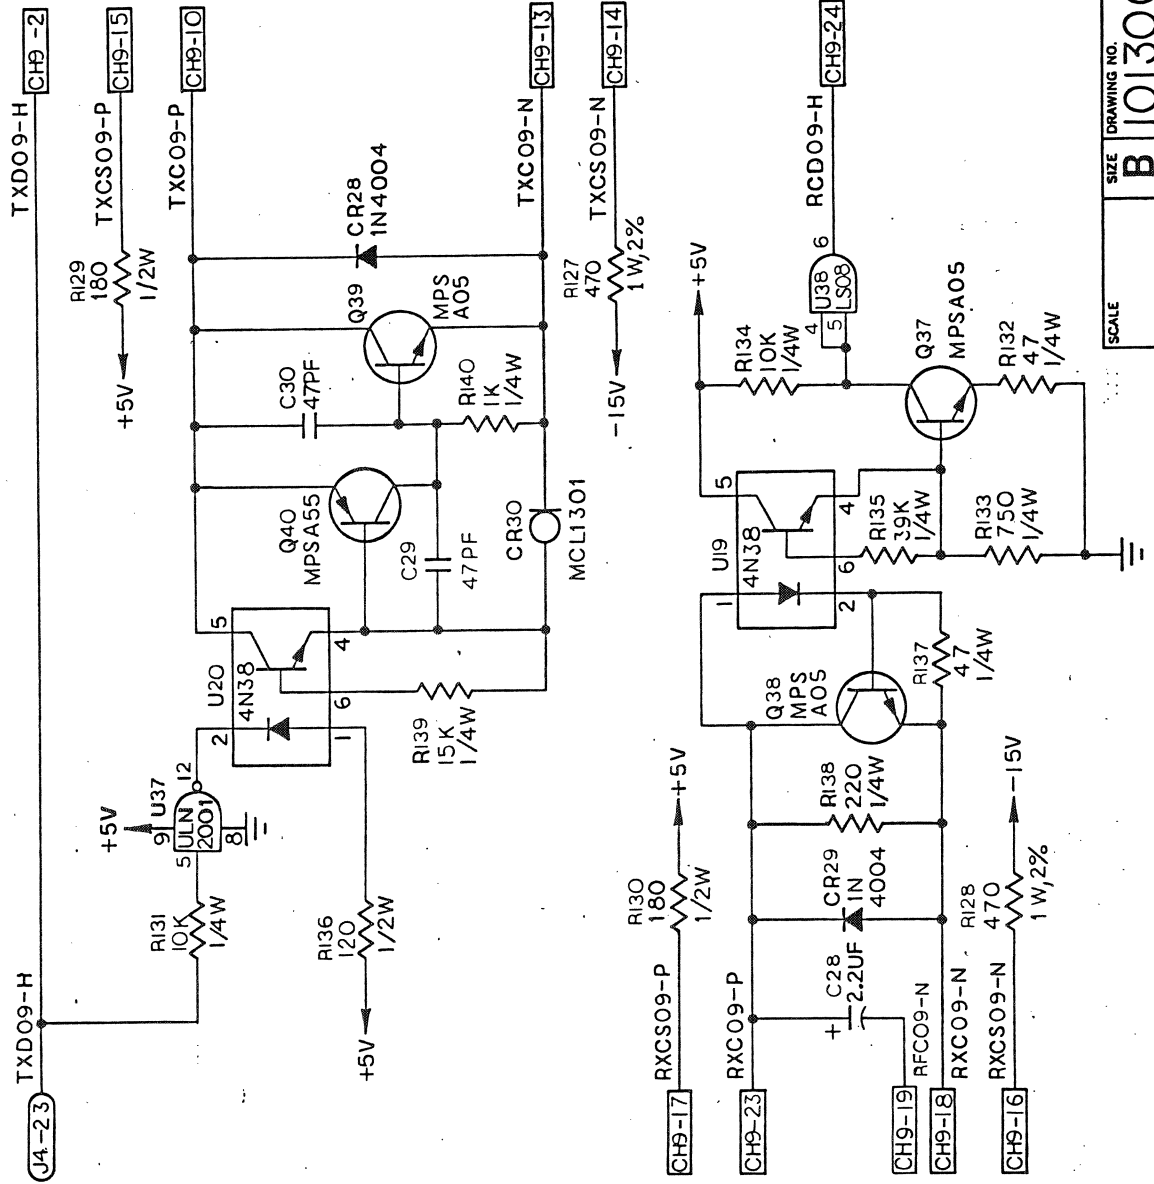 TXD09-H
CH9-2
R129
180
1/2W
+5V
TXCS09-P
CH9-15
TXC09-P
CH9-10
J4-23
TXD09-H
R131
10K
1/4W
+5V
9
U37
5
ULN
2001
12
8
R136
120
1/2W
+5V
U20
4N38
2
5
1
6
4
R139
15K
1/4W
Q40
MPSA55
C29
47PF
C30
47PF
Q39
MPS
A05
R140
1K
1/4W
CR28
1N4004
CR30
MCL1301
TXC09-N
CH9-13
R127
470
1W,2%
-15V
TXCS09-N
CH9-14
CH9-17
RXCS09-P
R130
180
1/2W
+5V
CH9-23
RXC09-P
C28
2.2UF
+
CH9-19
RFC09-N
CH9-18
RXC09-N
CR29
1N
4004
R138
220
1/4W
Q38
MPS
A05
R137
47
1/4W
CH9-16
RXCS09-N
R128
470
1W,2%
-15V
U19
4N38
1
5
2
6
4
R135
39K
1/4W
R133
750
1/4W
+5V
R134
10K
1/4W
4
5
U38
LS08
6
RCD09-H
CH9-24
Q37
MPSA05
R132
47
1/4W
SCALE
SIZE
B
DRAWING NO.